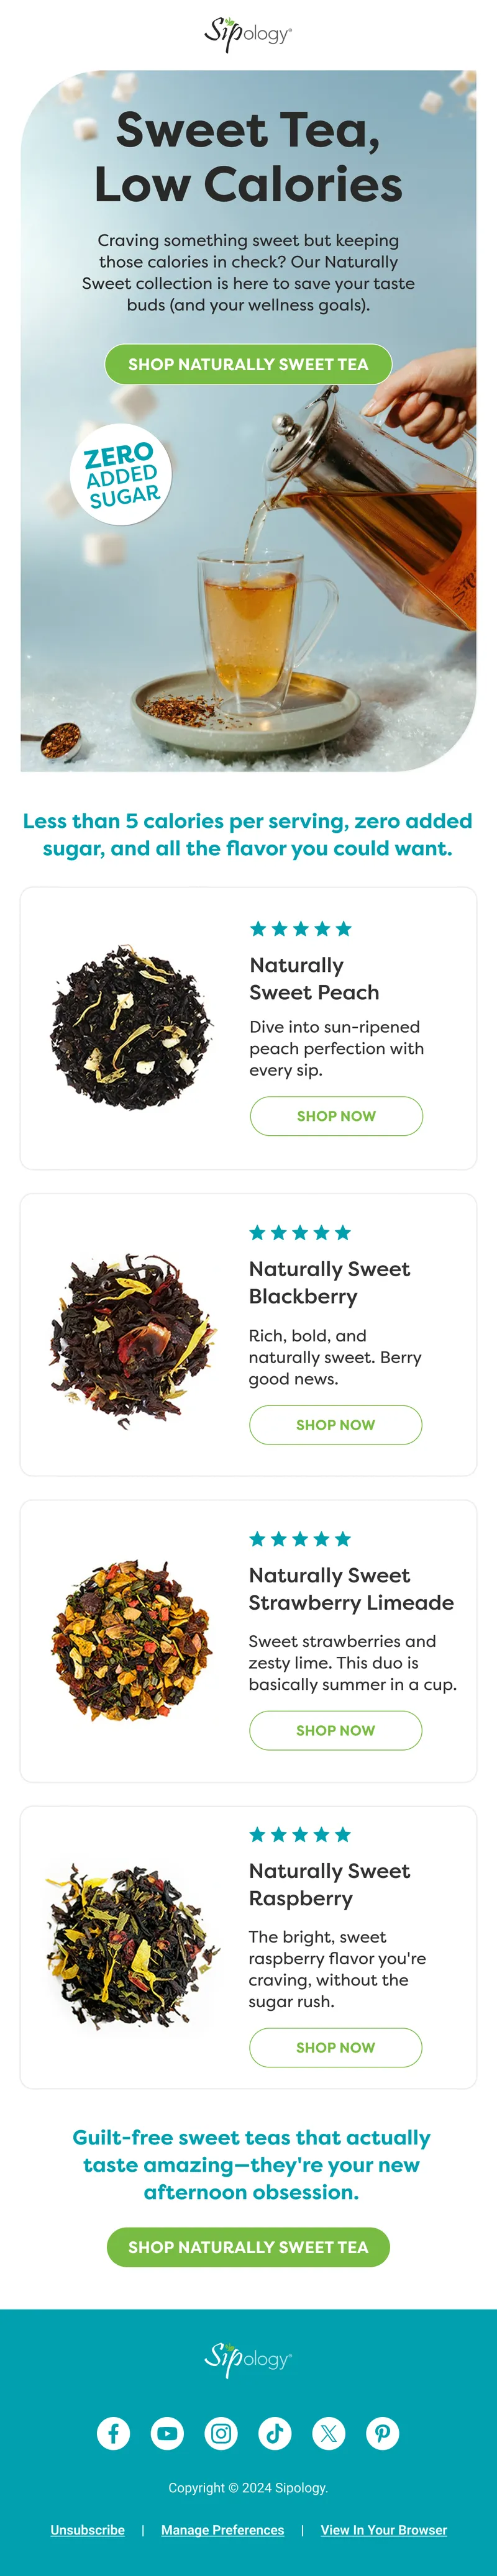 Sipology®
Sweet Tea,
Low Calories
Craving something sweet but keeping
those calories in check? Our Naturally
Sweet collection is here to save your taste
buds (and your wellness goals).
SHOP NATURALLY SWEET TEA
ZERO
ADDED
SUGAR
Less than 5 calories per serving, zero added
sugar, and all the flavor you could want.
Naturally
Sweet Peach
Dive into sun-ripened
peach perfection with
every sip.
SHOP NOW
Naturally Sweet
Blackberry
Rich, bold, and
naturally sweet. Berry
good news.
SHOP NOW
Naturally Sweet
Strawberry Limeade
Sweet strawberries and
zesty lime. This duo is
basically summer in a cup.
SHOP NOW
Naturally Sweet
Raspberry
The bright, sweet
raspberry flavor you're
craving, without the
sugar rush.
SHOP NOW
Guilt-free sweet teas that actually
taste amazing—they're your new
afternoon obsession.
SHOP NATURALLY SWEET TEA
Sipology®
Copyright © 2024 Sipology.
Unsubscribe | Manage Preferences | View In Your Browser